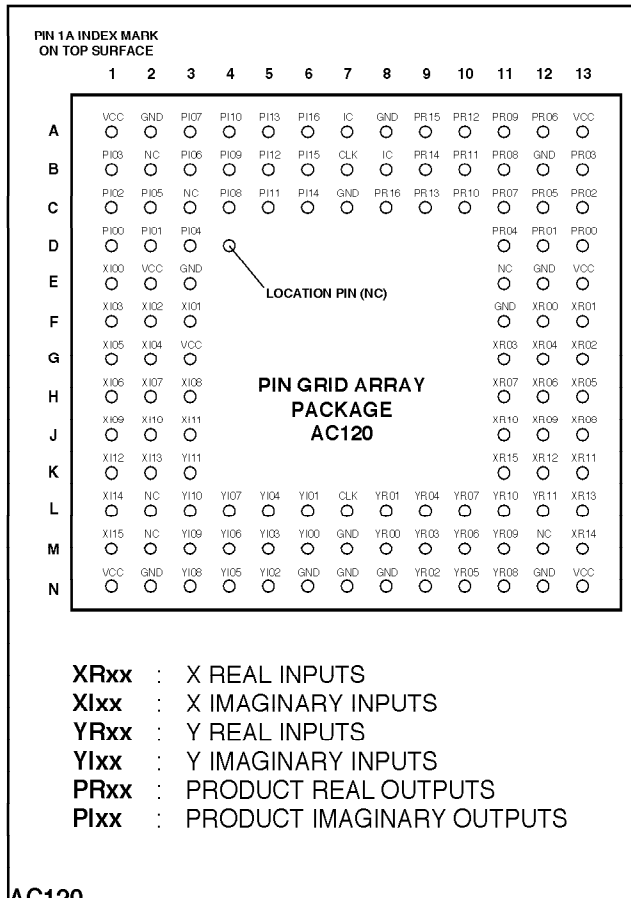 PIN 1A INDEX MARK
ON TOP SURFACE
1 2 3 4 5 6 7 8 9 10 11 12 13
VCC GND PI07 PI10 PI13 PI16 IC GND PR15 PR12 PR09 PR06 VCC
A
PI03 NC PI06 PI09 PI12 PI15 CLK IC PR14 PR11 PR08 GND PR03
B
PI02 PI05 NC PI08 PI11 PI14 GND PR16 PR13 PR10 PR07 PR05 PR02
C
PI00 PI01 PI04 PR04 PR01 PR00
D
XI00 VCC GND NC GND VCC
E
LOCATION PIN (NC)
XI03 XI02 XI01 GND XR00 XR01
F
XI05 XI04 VCC XR03 XR04 XR02
G
XI06 XI07 XI08 XR07 XR06 XR05
H
PIN GRID ARRAY
PACKAGE
AC120
XI09 XI10 XI11 XR10 XR09 XR08
J
XI12 XI13 YI11 XR15 XR12 XR11
K
XI14 NC YI10 YI07 YI04 YI01 CLK YR01 YR04 YR07 YR10 YR11 XR13
L
XI15 NC YI09 YI06 YI03 YI00 GND YR00 YR03 YR06 YR09 NC XR14
M
VCC GND YI08 YI05 YI02 GND GND GND YR02 YR05 YR08 GND VCC
N
XRxx : X REAL INPUTS
XIxx : X IMAGINARY INPUTS
YRxx : Y REAL INPUTS
YIxx : Y IMAGINARY INPUTS
PRxx : PRODUCT REAL OUTPUTS
PIxx : PRODUCT IMAGINARY OUTPUTS
AC120